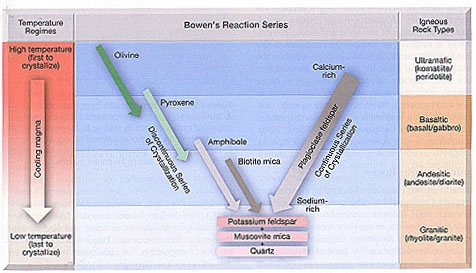 Temperature
Regimes
Bowen's Reaction Series
Igneous
Rock Types
High temperature
(first to
crystallize)
Cooling magma
Low temperature
(last to
crystallize)
Olivine
Pyroxene
Discontinuous Series
of Crystallization
Amphibole
Biotite mica
Calcium-
rich
Plagioclase feldspar
Continuous Series
of Crystallization
Sodium-
rich
Potassium feldspar
+
Muscovite mica
+
Quartz
Ultramafic
(komatiite/
peridotite)
Basaltic
(basalt/gabbro)
Andesitic
(andesite/diorite)
Granitic
(rhyolite/granite)